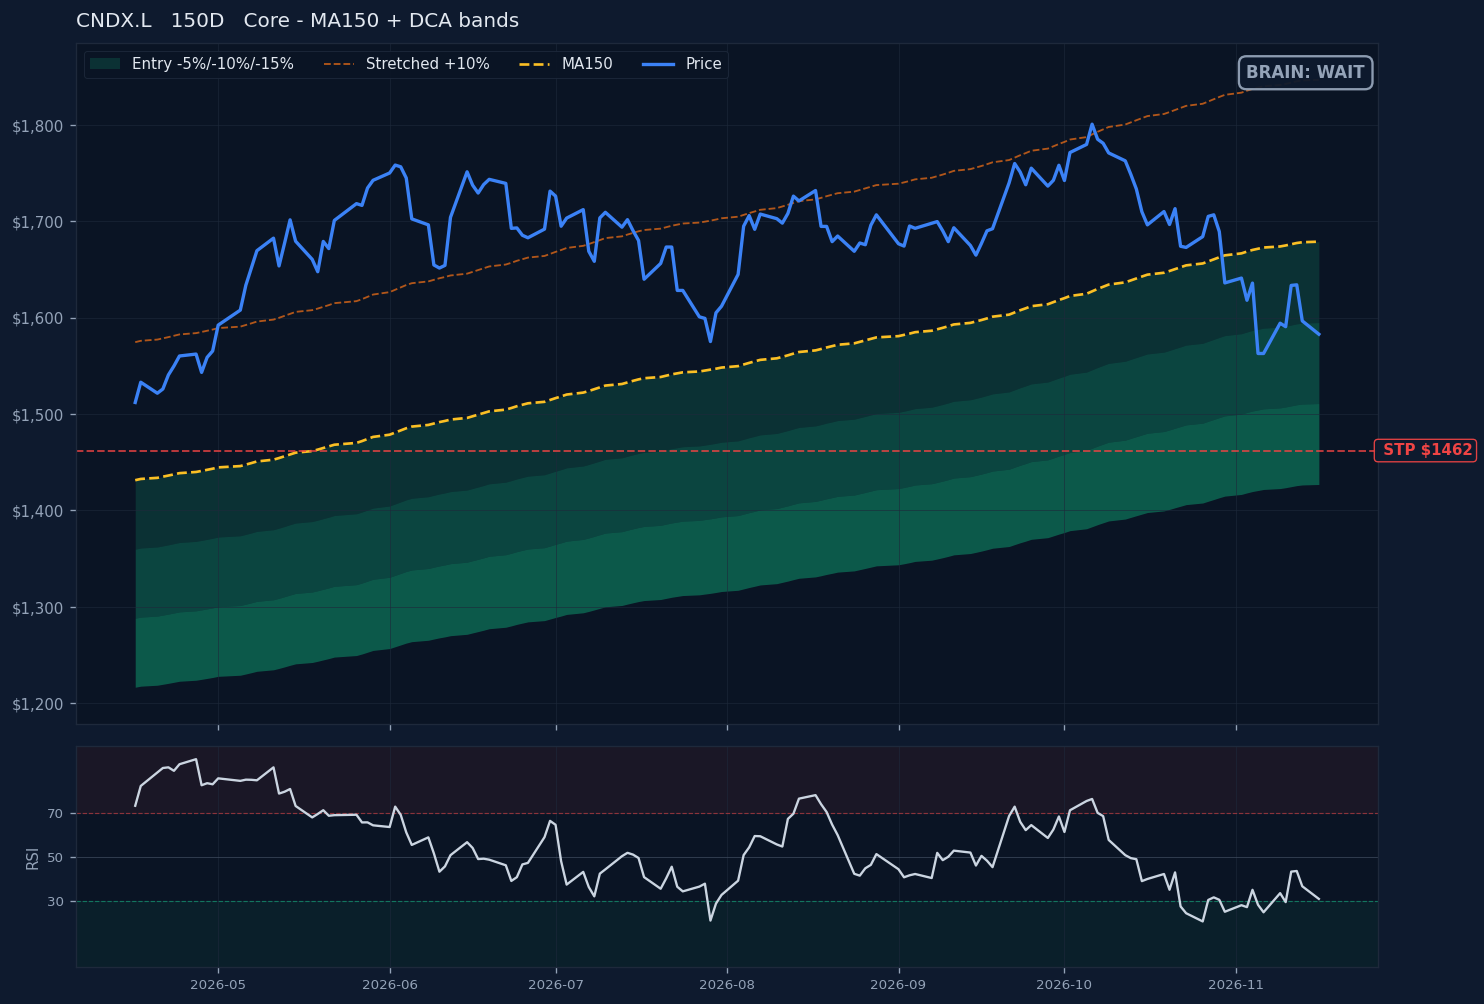 CNDX.L 150D Core - MA150 + DCA bands
Entry -5%/-10%/-15% Stretched +10% MA150 Price
BRAIN: WAIT
$1,800
$1,700
$1,600
$1,500
STP $1462
$1,400
$1,300
$1,200
70
50
30
RSI
2026-05 2026-06 2026-07 2026-08 2026-09 2026-10 2026-11